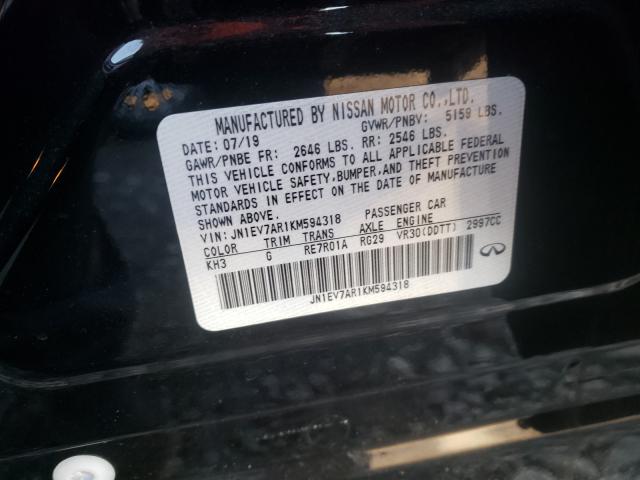 MANUFACTURED BY NISSAN MOTOR CO.,LTD.
DATE: 07/19 GVWR/PNBV: 5159 LBS.
GAWR/PNBE FR: 2646 LBS. RR: 2546 LBS.
THIS VEHICLE CONFORMS TO ALL APPLICABLE FEDERAL
MOTOR VEHICLE SAFETY,BUMPER,AND THEFT PREVENTION
STANDARDS IN EFFECT ON THE DATE OF MANUFACTURE
SHOWN ABOVE.
VIN: JN1EV7AR1KM594318 PASSENGER CAR
COLOR TRIM TRANS AXLE ENGINE
KH3 G RE7R01A RG29 VR30(DDTT) 2997CC
JN1EV7AR1KM594318